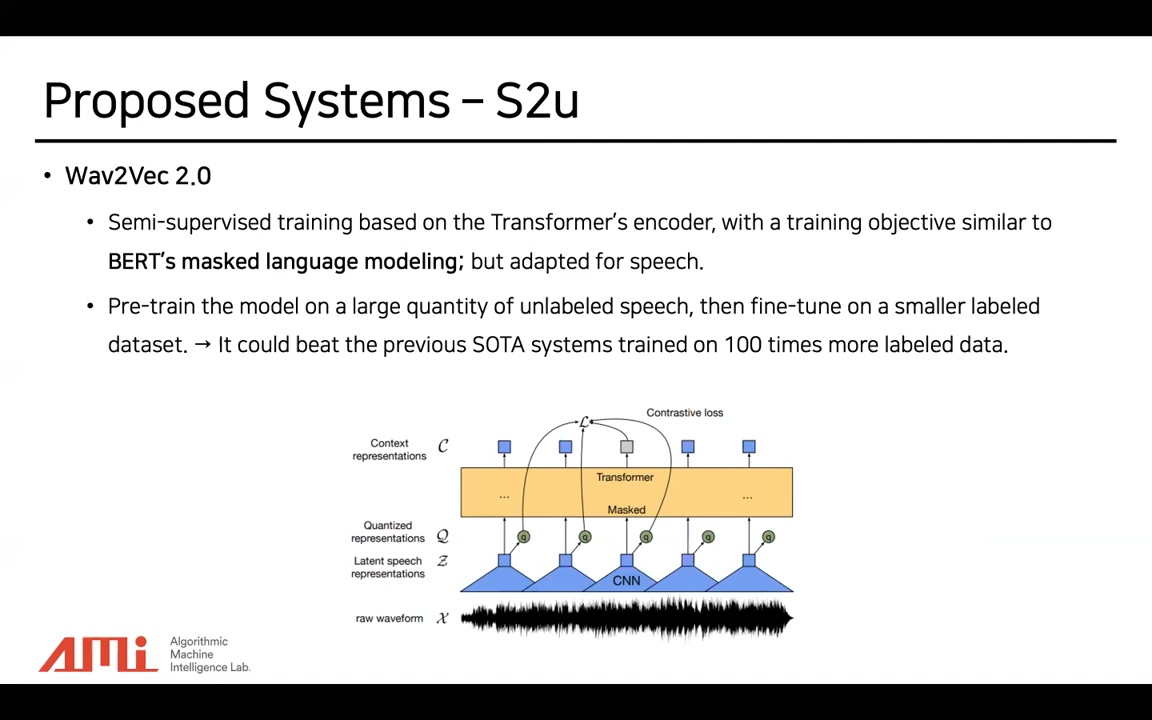 Proposed Systems – S2u
• Wav2Vec 2.0
• Semi-supervised training based on the Transformer's encoder, with a training objective similar to
BERT's masked language modeling; but adapted for speech.
• Pre-train the model on a large quantity of unlabeled speech, then fine-tune on a smaller labeled
dataset. → It could beat the previous SOTA systems trained on 100 times more labeled data.
ℒ
Contrastive loss
Context
representations 𝒞
Transformer
... ...
Masked
Quantized
representations 𝒬
q q q q q
Latent speech
representations 𝒵
CNN
raw waveform 𝒳
AMi
Algorithmic
Machine
Intelligence Lab.